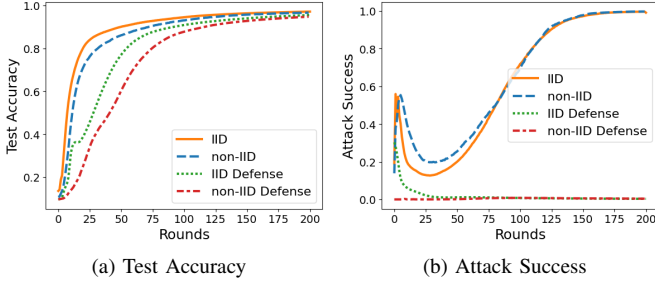 1.0
0.8
0.6
0.4
0.2
Test Accuracy
IID
non-IID
IID Defense
non-IID Defense
0 25 50 75 100 125 150 175 200
Rounds
(a) Test Accuracy
1.0
0.8
0.6
0.4
0.2
0.0
Attack Success
IID
non-IID
IID Defense
non-IID Defense
0 25 50 75 100 125 150 175 200
Rounds
(b) Attack Success